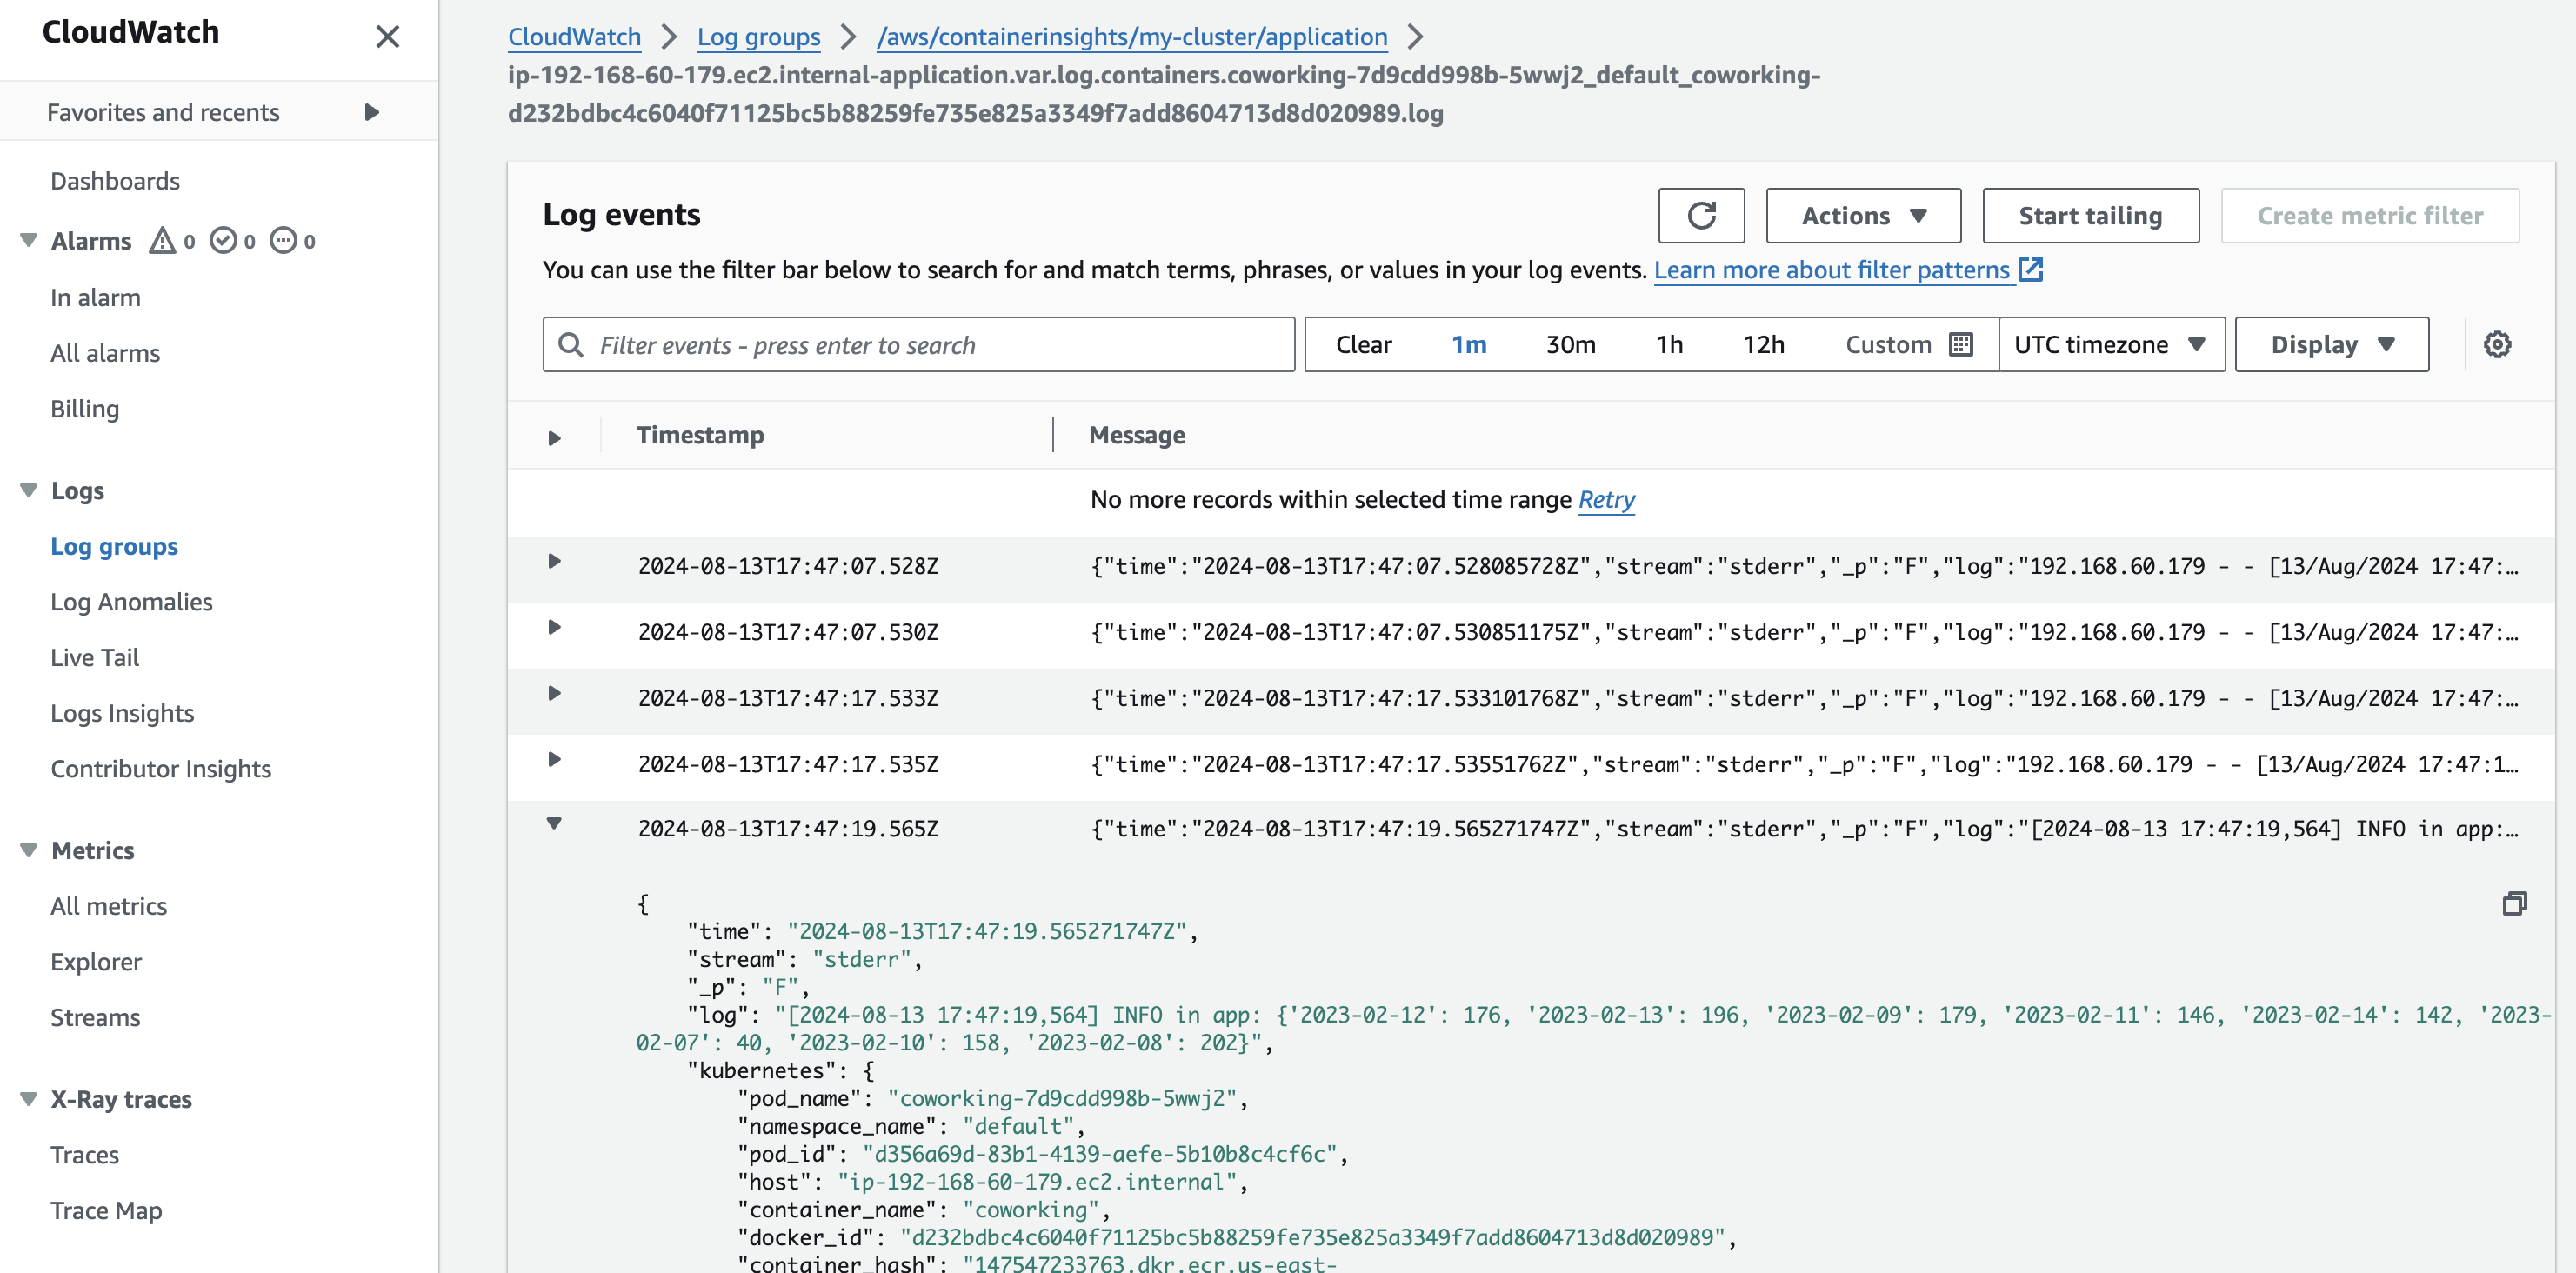 CloudWatch
Favorites and recents
Dashboards
Alarms 0 0 0
In alarm
All alarms
Billing
Logs
Log groups
Log Anomalies
Live Tail
Logs Insights
Contributor Insights
Metrics
All metrics
Explorer
Streams
X-Ray traces
Traces
Trace Map
CloudWatch Log groups /aws/containerinsights/my-cluster/application
ip-192-168-60-179.ec2.internal-application.var.log.containers.coworking-7d9cdd998b-5wwj2_default_coworking-
d232bdbc4c6040f71125bc5b88259fe735e825a3349f7add8604713d8d020989.log
Log events
Actions
Start tailing
Create metric filter
You can use the filter bar below to search for and match terms, phrases, or values in your log events. Learn more about filter patterns
Filter events - press enter to search
Clear 1m 30m 1h 12h Custom UTC timezone Display
Timestamp Message
No more records within selected time range Retry
2024-08-13T17:47:07.528Z {"time":"2024-08-13T17:47:07.528085728Z","stream":"stderr","_p":"F","log":"192.168.60.179 - - [13/Aug/2024 17:47:…
2024-08-13T17:47:07.530Z {"time":"2024-08-13T17:47:07.530851175Z","stream":"stderr","_p":"F","log":"192.168.60.179 - - [13/Aug/2024 17:47:…
2024-08-13T17:47:17.533Z {"time":"2024-08-13T17:47:17.533101768Z","stream":"stderr","_p":"F","log":"192.168.60.179 - - [13/Aug/2024 17:47:…
2024-08-13T17:47:17.535Z {"time":"2024-08-13T17:47:17.53551762Z","stream":"stderr","_p":"F","log":"192.168.60.179 - - [13/Aug/2024 17:47:1…
2024-08-13T17:47:19.565Z {"time":"2024-08-13T17:47:19.565271747Z","stream":"stderr","_p":"F","log":"[2024-08-13 17:47:19,564] INFO in app:…
{
"time": "2024-08-13T17:47:19.565271747Z",
"stream": "stderr",
"_p": "F",
"log": "[2024-08-13 17:47:19,564] INFO in app: {'2023-02-12': 176, '2023-02-13': 196, '2023-02-09': 179, '2023-02-11': 146, '2023-02-14': 142, '2023-
02-07': 40, '2023-02-10': 158, '2023-02-08': 202}",
"kubernetes": {
"pod_name": "coworking-7d9cdd998b-5wwj2",
"namespace_name": "default",
"pod_id": "d356a69d-83b1-4139-aefe-5b10b8c4cf6c",
"host": "ip-192-168-60-179.ec2.internal",
"container_name": "coworking",
"docker_id": "d232bdbc4c6040f71125bc5b88259fe735e825a3349f7add8604713d8d020989",
"container_hash": "147547233763.dkr.ecr.us-east-